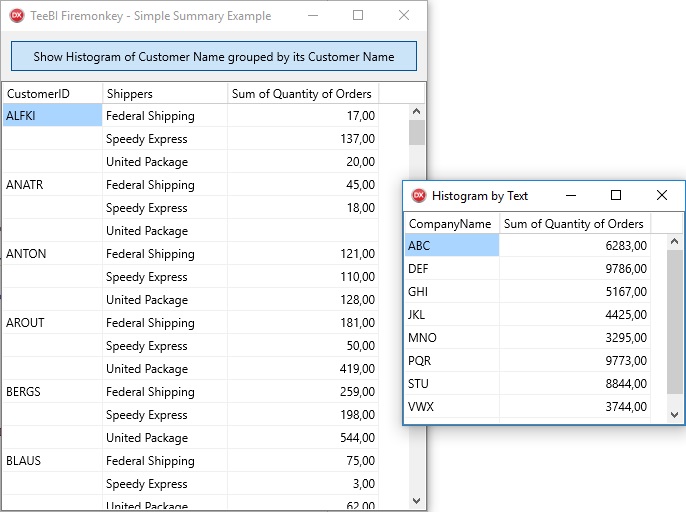 TeeBI Firemonkey - Simple Summary Example
Show Histogram of Customer Name grouped by its Customer Name
CustomerID Shippers Sum of Quantity of Orders
ALFKI Federal Shipping 17,00
Speedy Express 137,00
United Package 20,00
ANATR Federal Shipping 45,00
Speedy Express 18,00
United Package
ANTON Federal Shipping 121,00
Speedy Express 110,00
United Package 128,00
AROUT Federal Shipping 181,00
Speedy Express 50,00
United Package 419,00
BERGS Federal Shipping 259,00
Speedy Express 198,00
United Package 544,00
BLAUS Federal Shipping 75,00
Speedy Express 3,00
United Package 62,00
Histogram by Text
CompanyName Sum of Quantity of Orders
ABC 6283,00
DEF 9786,00
GHI 5167,00
JKL 4425,00
MNO 3295,00
PQR 9773,00
STU 8844,00
VWX 3744,00